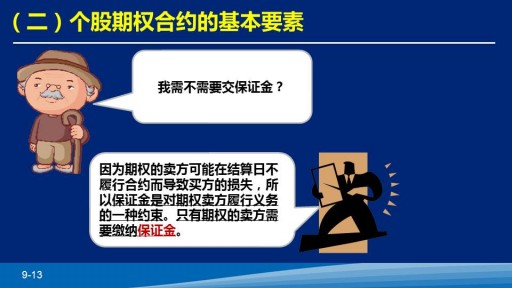 （二）个股期权合约的基本要素
我需不需要交保证金？
因为期权的卖方可能在结算日不
履行合约而导致买方的损失，所
以保证金是对期权卖方履行义务
的一种约束。只有期权的卖方需
要缴纳保证金。
9-13